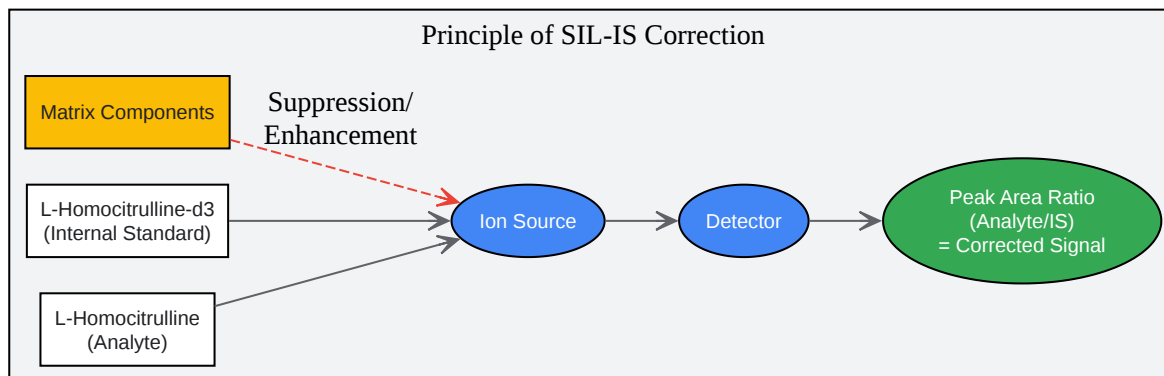 Principle of SIL-IS Correction
Matrix Components
Suppression/
Enhancement
L-Homocitrulline-d3
(Internal Standard)
Ion Source
Detector
Peak Area Ratio
(Analyte/IS)
= Corrected Signal
L-Homocitrulline
(Analyte)